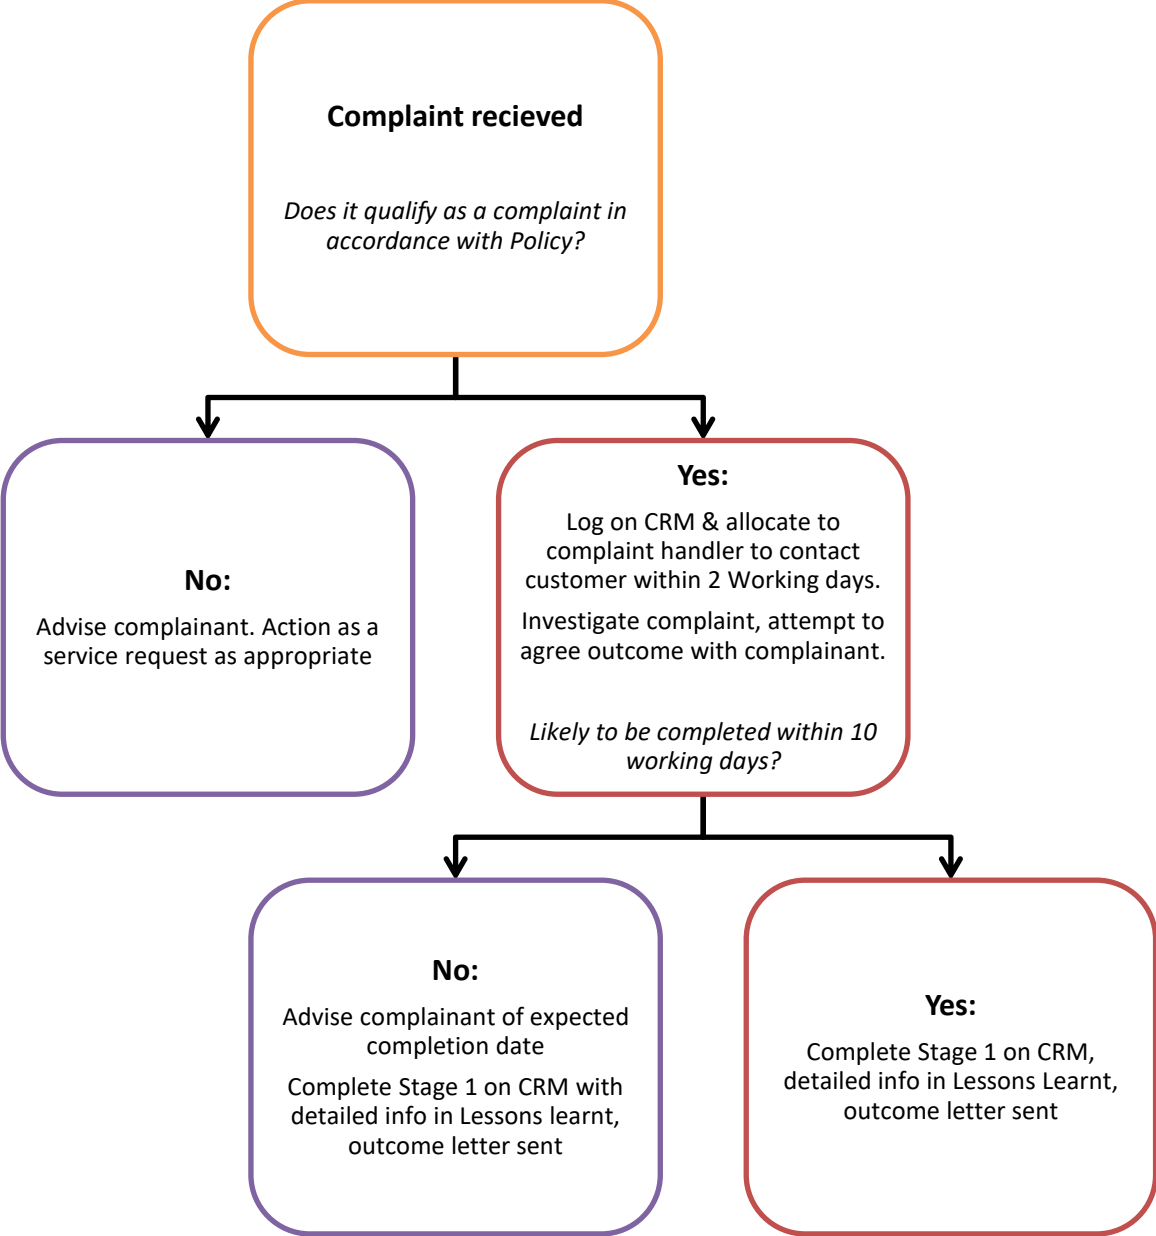 Complaint recieved
Does it qualify as a complaint in
accordance with Policy?
No:
Advise complainant. Action as a
service request as appropriate
Yes:
Log on CRM & allocate to
complaint handler to contact
customer within 2 Working days.
Investigate complaint, attempt to
agree outcome with complainant.
Likely to be completed within 10
working days?
No:
Advise complainant of expected
completion date
Complete Stage 1 on CRM with
detailed info in Lessons learnt,
outcome letter sent
Yes:
Complete Stage 1 on CRM,
detailed info in Lessons Learnt,
outcome letter sent